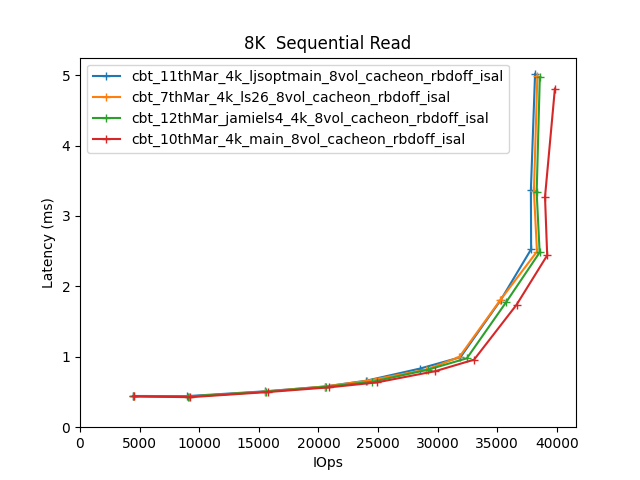 8K  Sequential Read
cbt_11thMar_4k_ljsoptmain_8vol_cacheon_rbdoff_isal
cbt_7thMar_4k_ls26_8vol_cacheon_rbdoff_isal
cbt_12thMar_jamiels4_4k_8vol_cacheon_rbdoff_isal
cbt_10thMar_4k_main_8vol_cacheon_rbdoff_isal
Latency (ms)
5
4
3
2
1
0
0 5000 10000 15000 20000 25000 30000 35000 40000
IOps